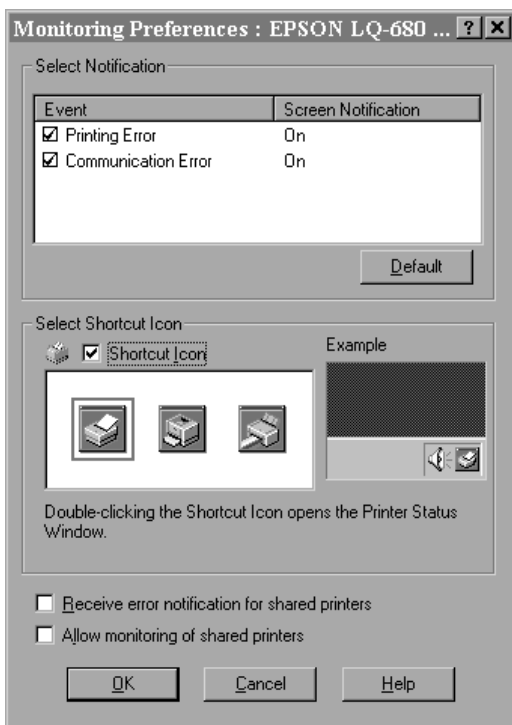 Monitoring Preferences : EPSON LQ-680 ...
Select Notification
Event Screen Notification
Printing Error On
Communication Error On
Default
Select Shortcut Icon
Shortcut Icon
Example
Double-clicking the Shortcut Icon opens the Printer Status
Window.
Receive error notification for shared printers
Allow monitoring of shared printers
OK Cancel Help